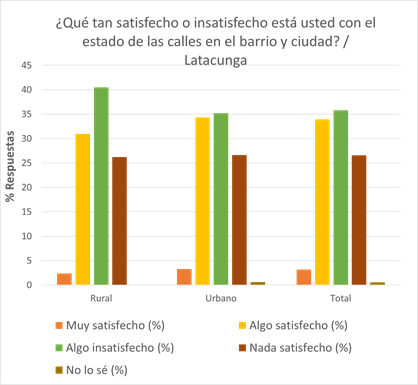 ¿Qué tan satisfecho o insatisfecho está usted con el
estado de las calles en el barrio y ciudad? /
Latacunga
% Respuestas
45
40
35
30
25
20
15
10
5
0
Rural
Urbano
Total
Muy satisfecho (%)
Algo satisfecho (%)
Algo insatisfecho (%)
Nada satisfecho (%)
No lo sé (%)